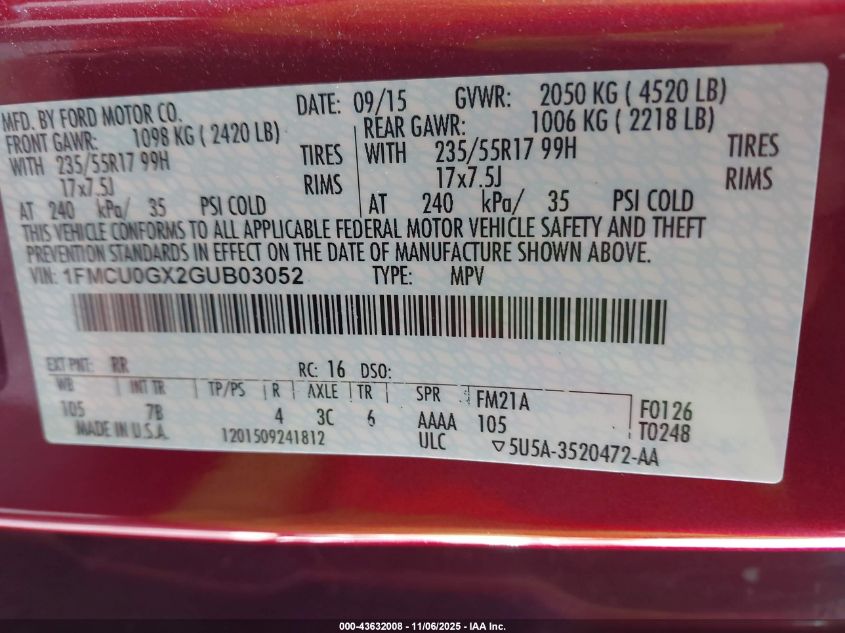 MFD. BY FORD MOTOR CO. DATE: 09/15 GVWR: 2050 KG ( 4520 LB)
FRONT GAWR: 1098 KG ( 2420 LB) REAR GAWR: 1006 KG ( 2218 LB)
WITH 235/55R17 99H TIRES WITH 235/55R17 99H TIRES
17x7.5J RIMS 17x7.5J RIMS
AT 240 kPa/ 35 PSI COLD AT 240 kPa/ 35 PSI COLD
THIS VEHICLE CONFORMS TO ALL APPLICABLE FEDERAL MOTOR VEHICLE SAFETY AND THEFT
PREVENTION STANDARDS IN EFFECT ON THE DATE OF MANUFACTURE SHOWN ABOVE.
VIN: 1FMCU0GX2GUB03052 TYPE: MPV
EXT PNT: RR RC: 16 DSO:
WB INT TR TP/PS R AXLE TR SPR FM21A F0126
105 7B 4 3C 6 AAAA 105 T0248
MADE IN U.S.A. 1201509241812 ULC ▽5U5A-3520472-AA
000-43632008 - 11/06/2025 - IAA Inc.